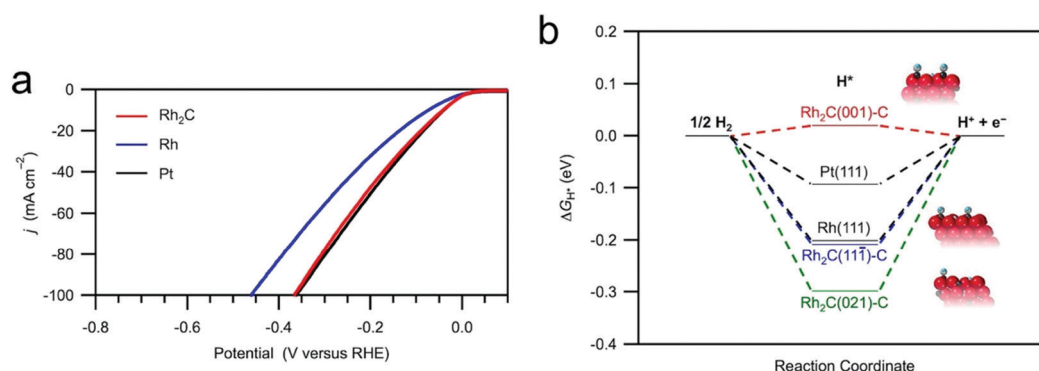 a
0
-20
-40
-60
-80
-100
j (mA cm⁻²)
Rh₂C
Rh
Pt
-0.8
-0.6
-0.4
-0.2
0.0
Potential (V versus RHE)
b
0.2
0.1
0.0
-0.1
-0.2
-0.3
-0.4
ΔG_H* (eV)
H*
Rh₂C(001)-C
1/2 H₂
H⁺ + e⁻
Pt(111)
Rh(111)
Rh₂C(111̄)-C
Rh₂C(021)-C
Reaction Coordinate